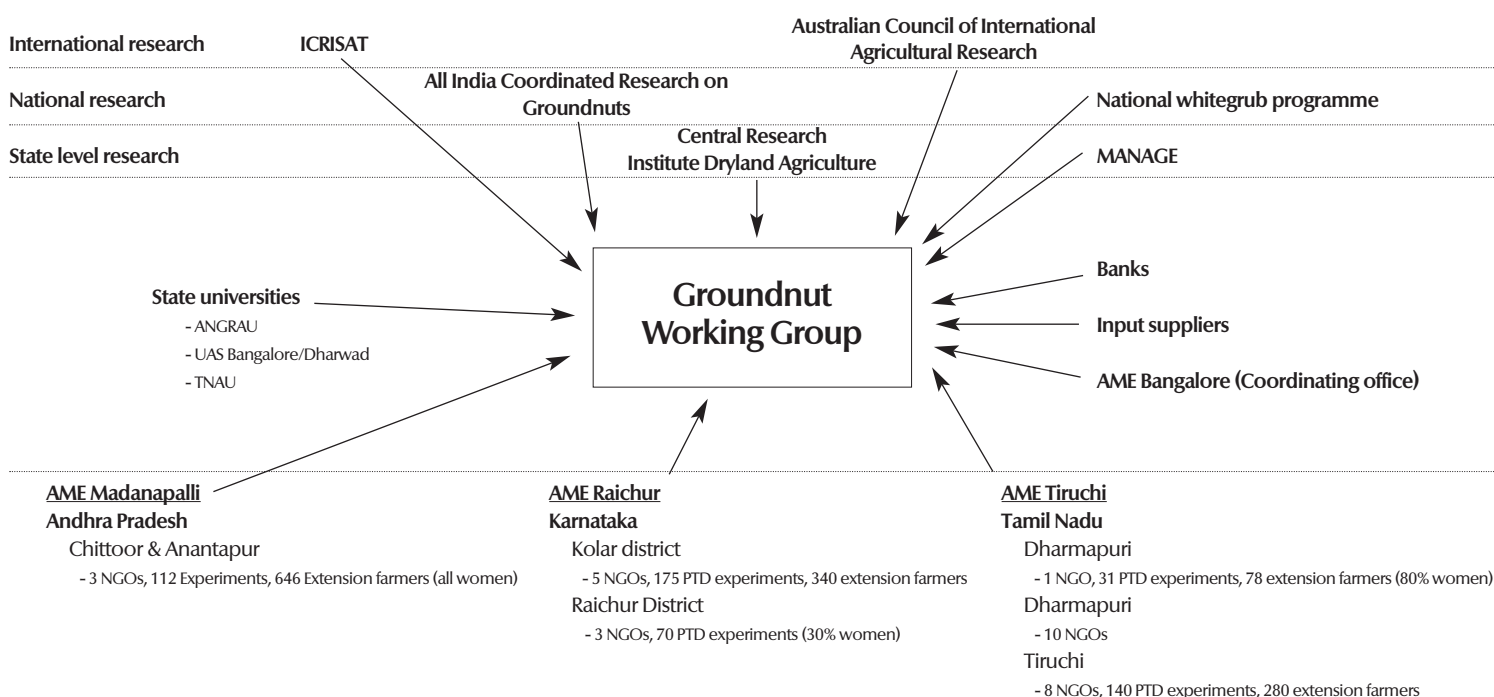 International research
ICRISAT
Australian Council of International
Agricultural Research
National research
All India Coordinated Research on
Groundnuts
National whitegrub programme
State level research
Central Research
Institute Dryland Agriculture
MANAGE
Groundnut
Working Group
State universities
- ANGRAU
- UAS Bangalore/Dharwad
- TNAU
Banks
Input suppliers
AME Bangalore (Coordinating office)
AME Madanapalli
Andhra Pradesh
Chittoor & Anantapur
- 3 NGOs, 112 Experiments, 646 Extension farmers (all women)
AME Raichur
Karnataka
Kolar district
- 5 NGOs, 175 PTD experiments, 340 extension farmers
Raichur District
- 3 NGOs, 70 PTD experiments (30% women)
AME Tiruchi
Tamil Nadu
Dharmapuri
- 1 NGO, 31 PTD experiments, 78 extension farmers (80% women)
Dharmapuri
- 10 NGOs
Tiruchi
- 8 NGOs, 140 PTD experiments, 280 extension farmers